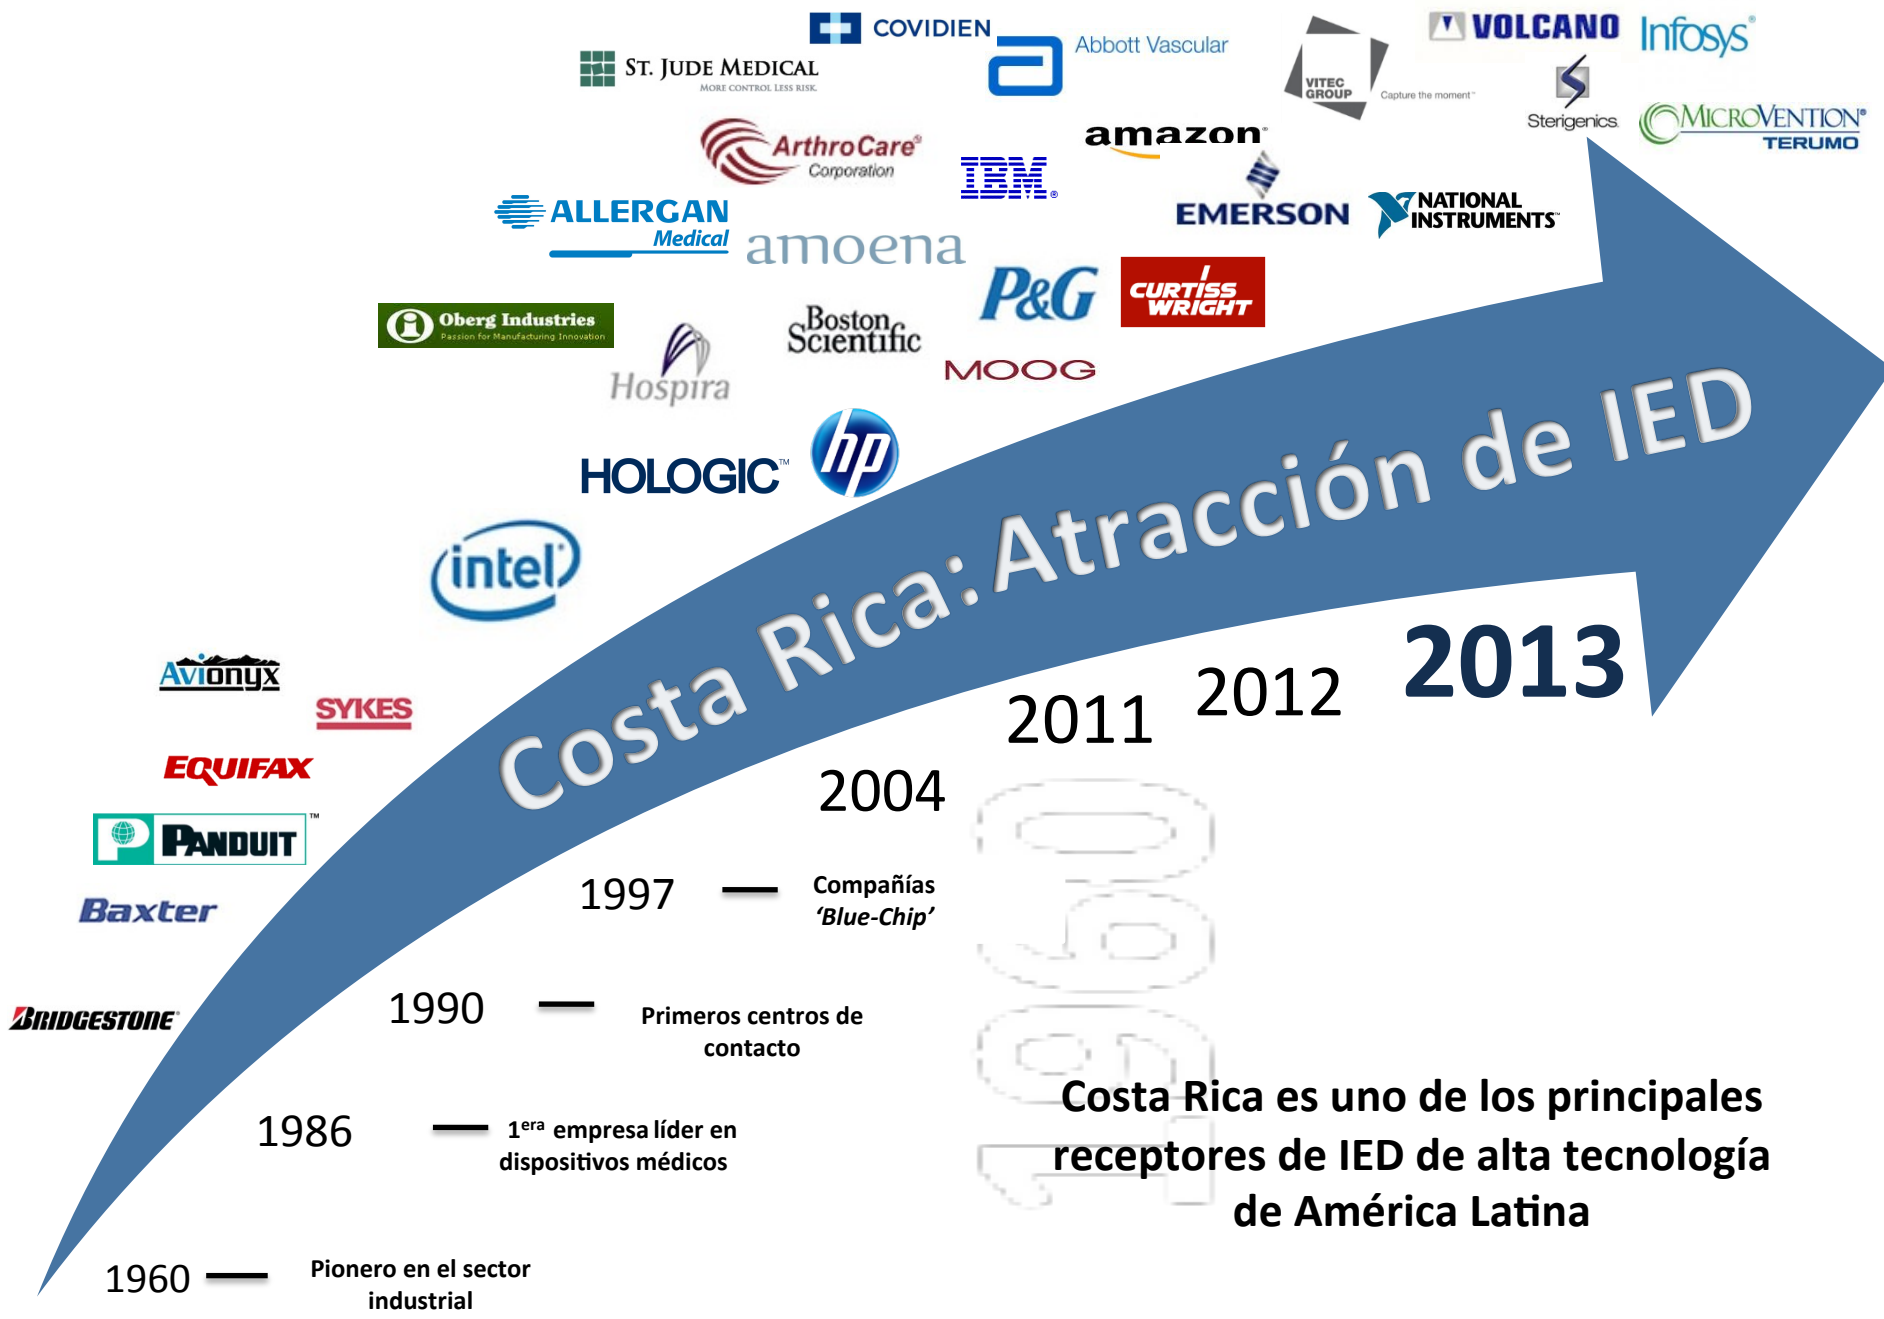 COVIDIEN
Abbott Vascular
ST. JUDE MEDICAL
MORE CONTROL LESS RISK.
VITEC
GROUP
Capture the moment™
VOLCANO
Infosys®
Sterigenics
MICROVENTION®
TERUMO
ArthroCare®
Corporation
IBM®
amazon
EMERSON
NATIONAL
INSTRUMENTS™
ALLERGAN
Medical
amoena
P&G
CURTISS
WRIGHT
Oberg Industries
Passion for Manufacturing Innovation
Hospira
Boston
Scientific
MOOG
HOLOGIC™
hp
intel
Avionyx
SYKES
EQUIFAX
PANDUIT™
Baxter
BRIDGESTONE
Costa Rica: Atracción de IED
2013
2012
2011
2004
1997 — Compañías
‘Blue-Chip’
1990 — Primeros centros de
contacto
1986 — 1era empresa líder en
dispositivos médicos
1960 — Pionero en el sector
industrial
1960
Costa Rica es uno de los principales
receptores de IED de alta tecnología
de América Latina